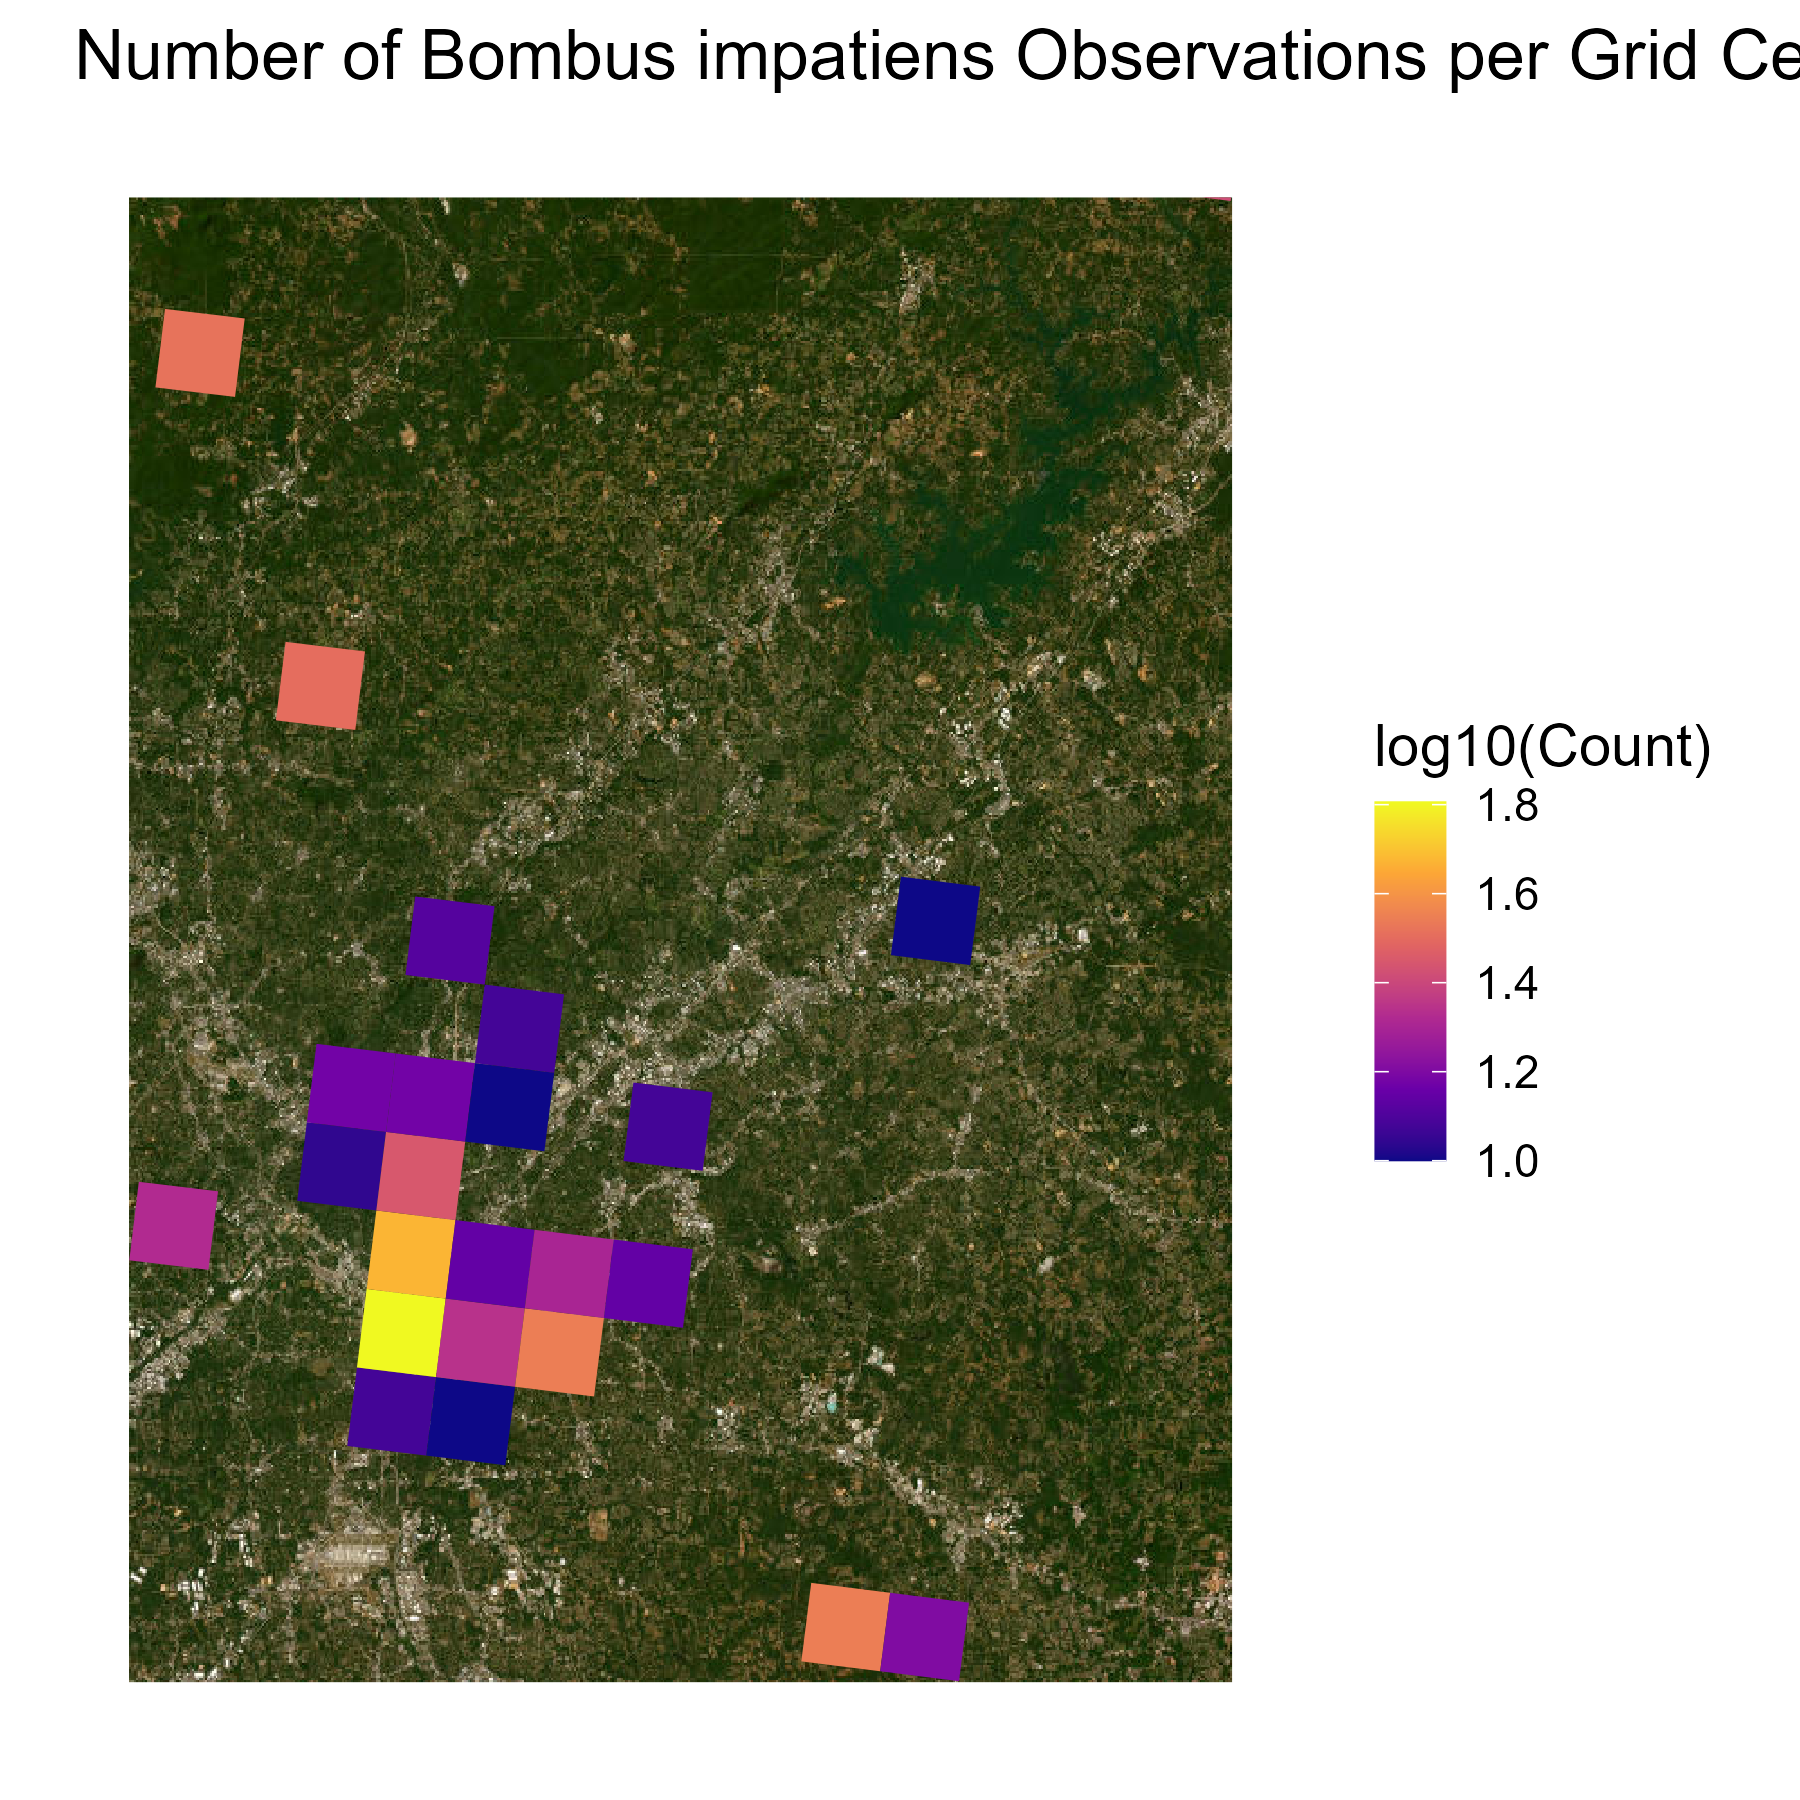 Number of Bombus impatiens Observations per Grid Ce
log10(Count)
1.8
1.6
1.4
1.2
1.0